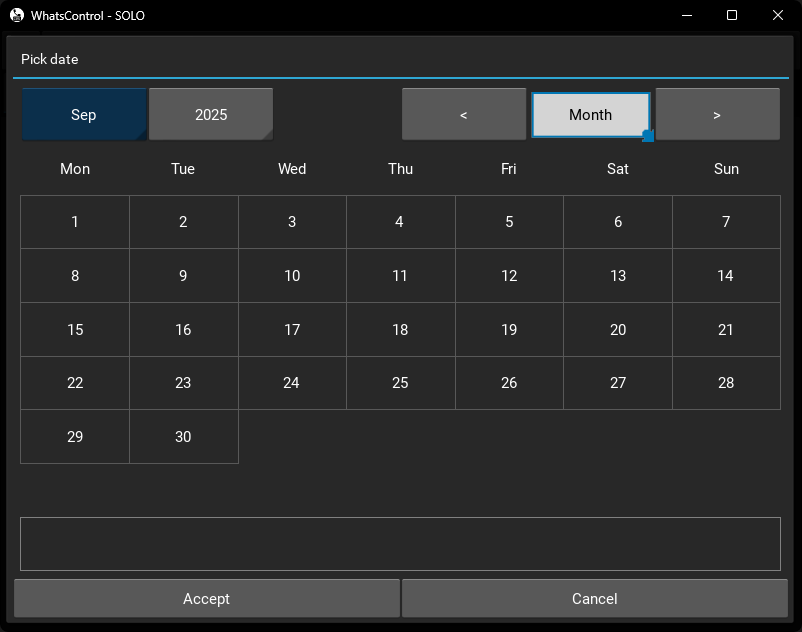 WhatsControl - SOLO
Pick date
Sep 2025 < Month >
Mon Tue Wed Thu Fri Sat Sun
1 2 3 4 5 6 7
8 9 10 11 12 13 14
15 16 17 18 19 20 21
22 23 24 25 26 27 28
29 30
Accept Cancel